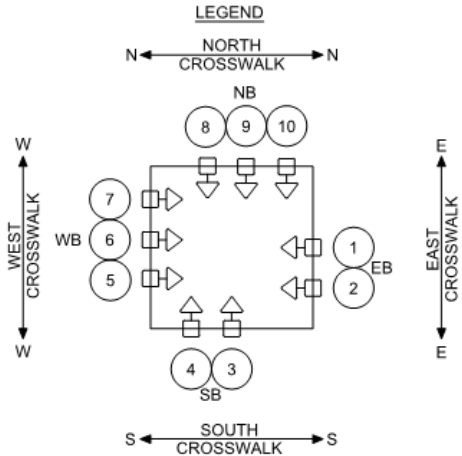 LEGEND
N NORTH N
CROSSWALK
NB
8 9 10
W
E
7
6
5
WB
WEST
CROSSWALK
1
2
EB
EAST
CROSSWALK
W
E
4 3
SB
S SOUTH S
CROSSWALK